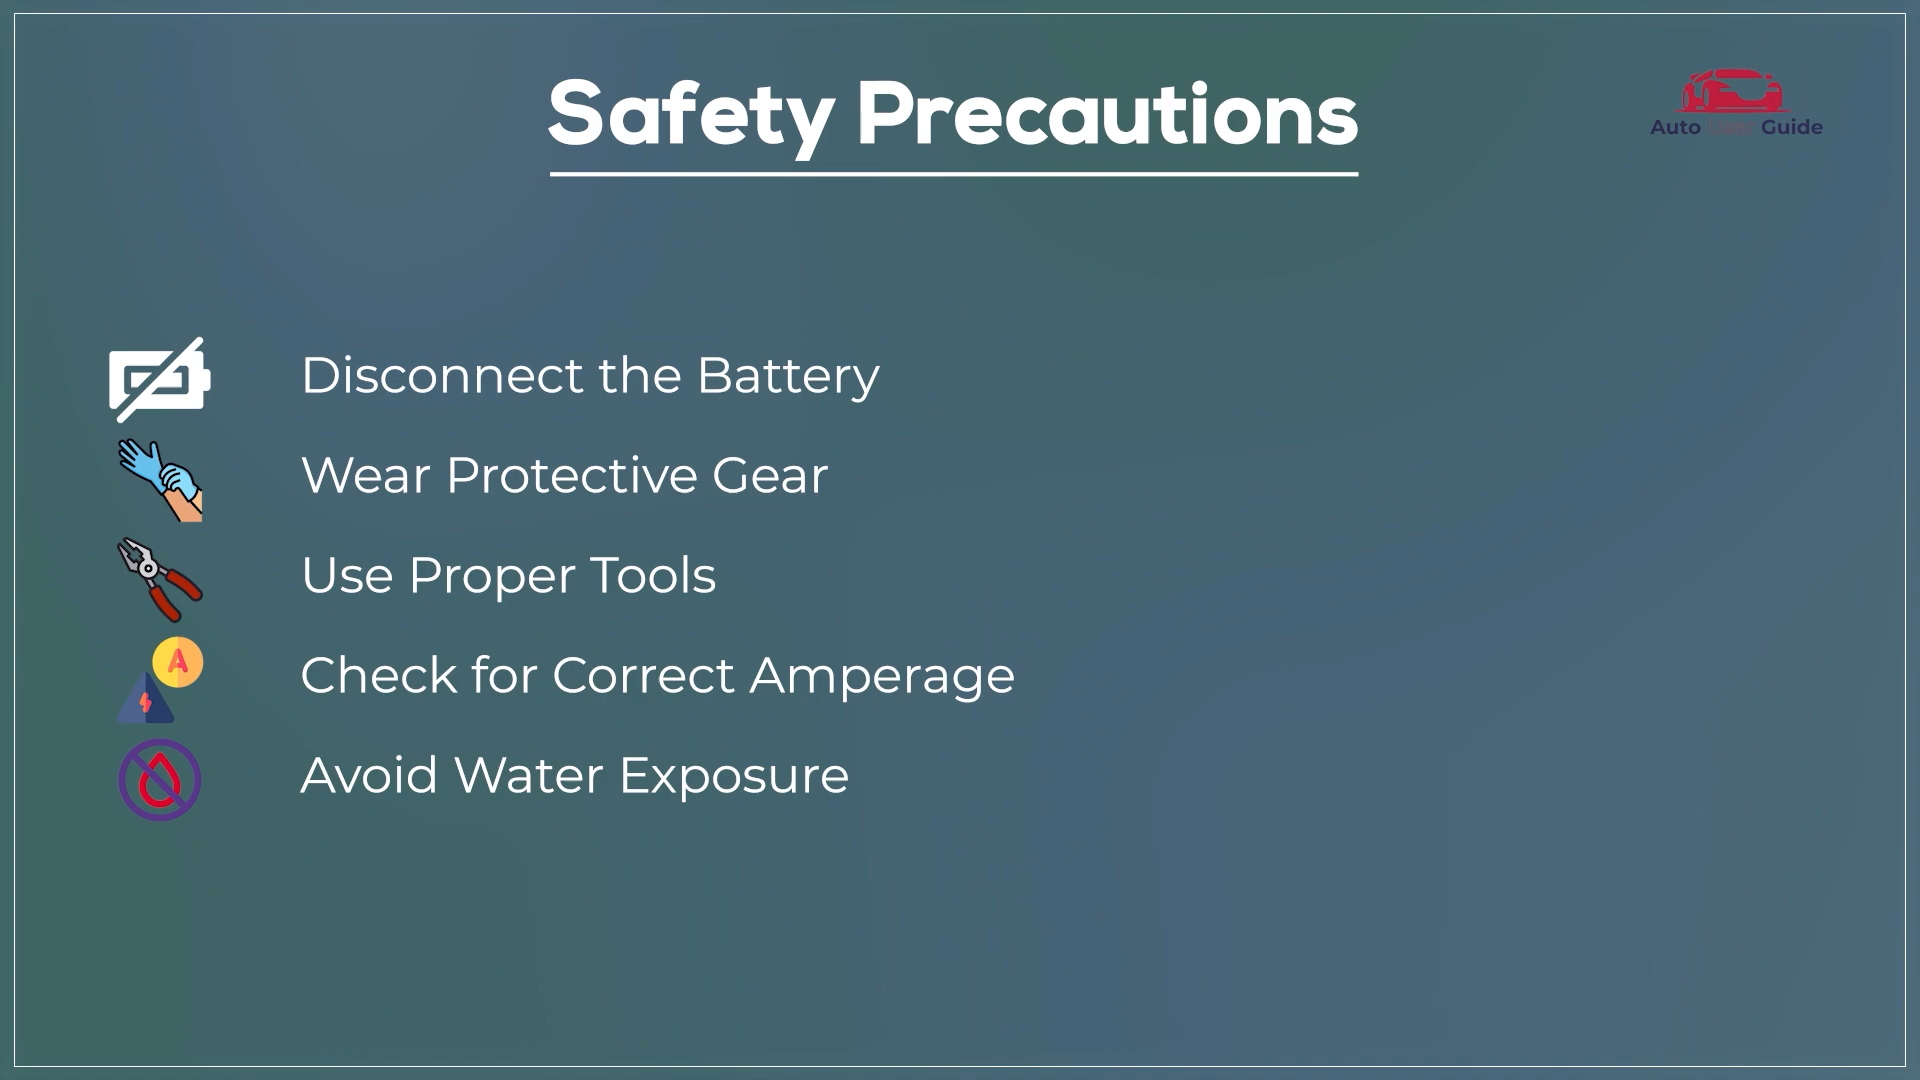 Safety Precautions
Auto Guide
Disconnect the Battery
Wear Protective Gear
Use Proper Tools
A
Check for Correct Amperage
Avoid Water Exposure